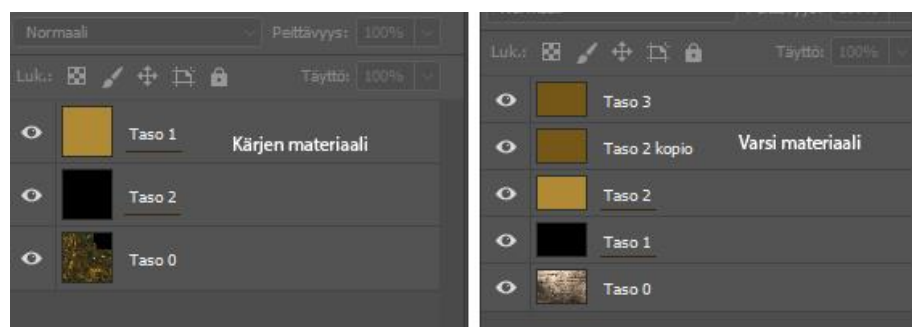 Normaali Peittävyys: 100%
Luk.: Täyttö: 100%
Taso 1
Kärjen materiaali
Taso 2
Taso 0
Luk.: Täyttö: 100%
Taso 3
Taso 2 kopio
Varsi materiaali
Taso 2
Taso 1
Taso 0